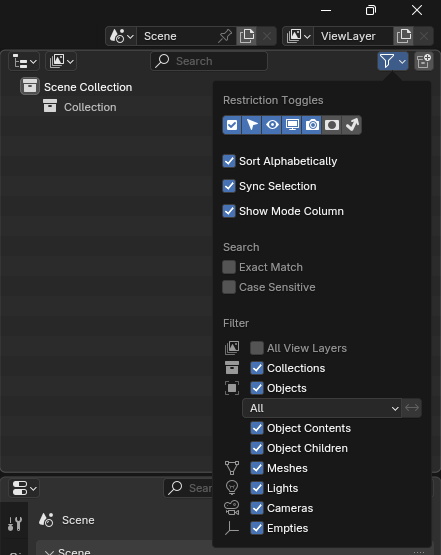 Scene
ViewLayer
Search
Scene Collection
Collection
Restriction Toggles
Sort Alphabetically
Sync Selection
Show Mode Column
Search
Exact Match
Case Sensitive
Filter
All View Layers
Collections
Objects
All
Object Contents
Object Children
Meshes
Lights
Cameras
Empties
Sear
Scene
Scene